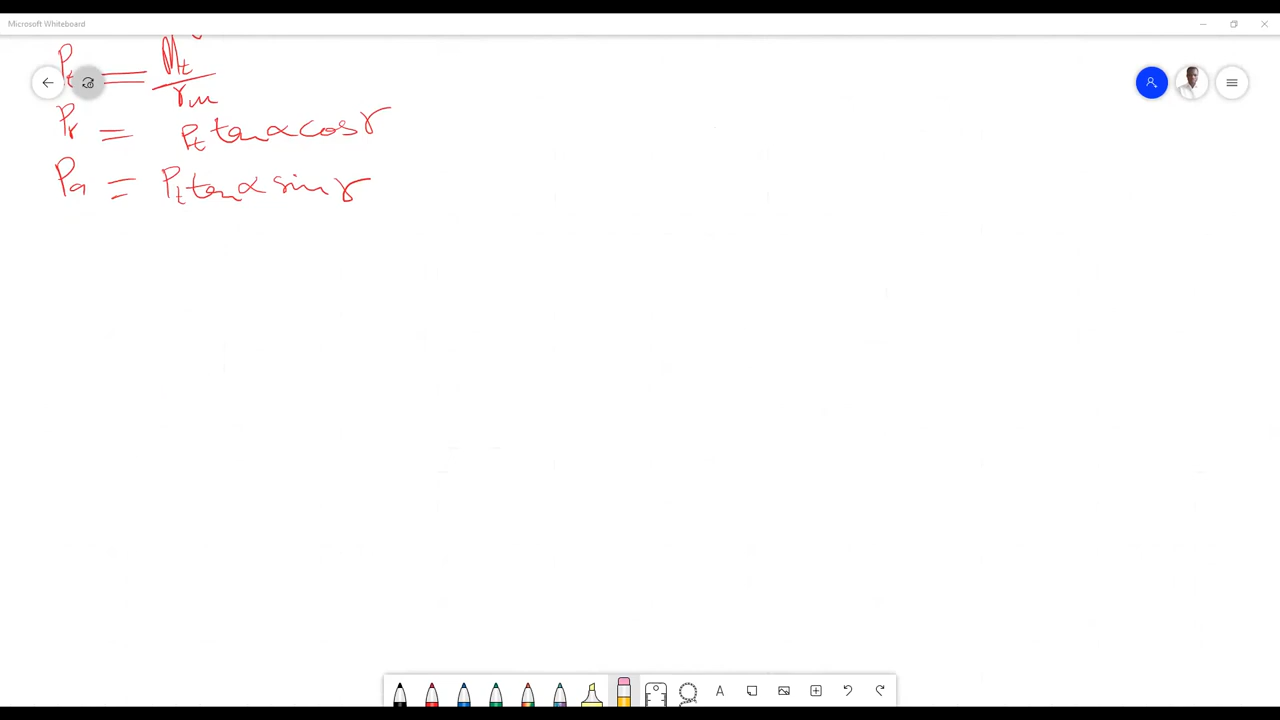 Microsoft Whiteboard
Pt = Mt / rm
Pr = Pt tan α cos γ
Pa = Pt tan α sin γ
A